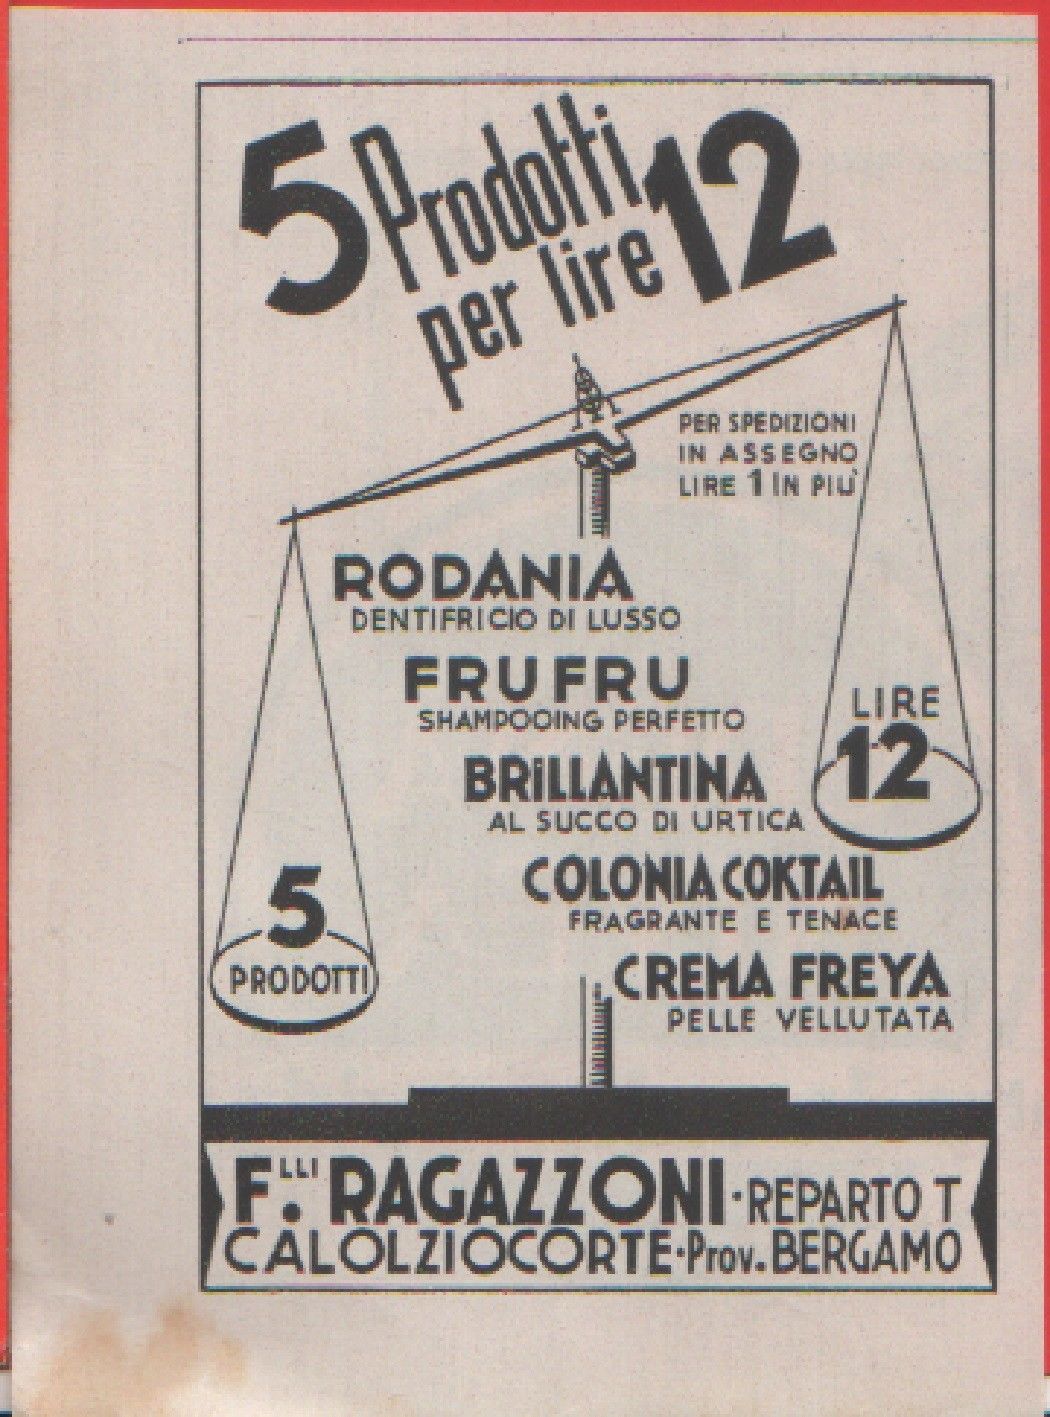 5 Prodotti
per lire 12
PER SPEDIZIONI
IN ASSEGNO
LIRE 1 IN PIÙ
RODANIA
DENTIFRICIO DI LUSSO
FRUFRU
SHAMPOOING PERFETTO
LIRE
12
BRiLLANTINA
AL SUCCO DI URTICA
COLONIA COKTAIL
FRAGRANTE E TENACE
5
PRODOTTI
CREMA FREYA
PELLE VELLUTATA
F.LLI RAGAZZONI · REPARTO T
CALOLZIOCORTE · Prov. BERGAMO